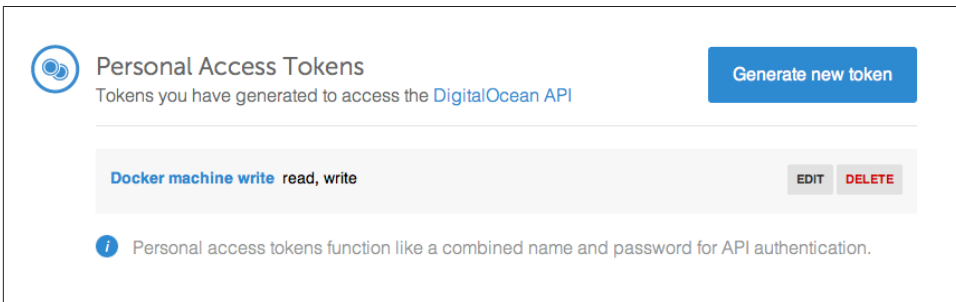 Personal Access Tokens
Generate new token
Tokens you have generated to access the DigitalOcean API
Docker machine write read, write
EDIT DELETE
i Personal access tokens function like a combined name and password for API authentication.